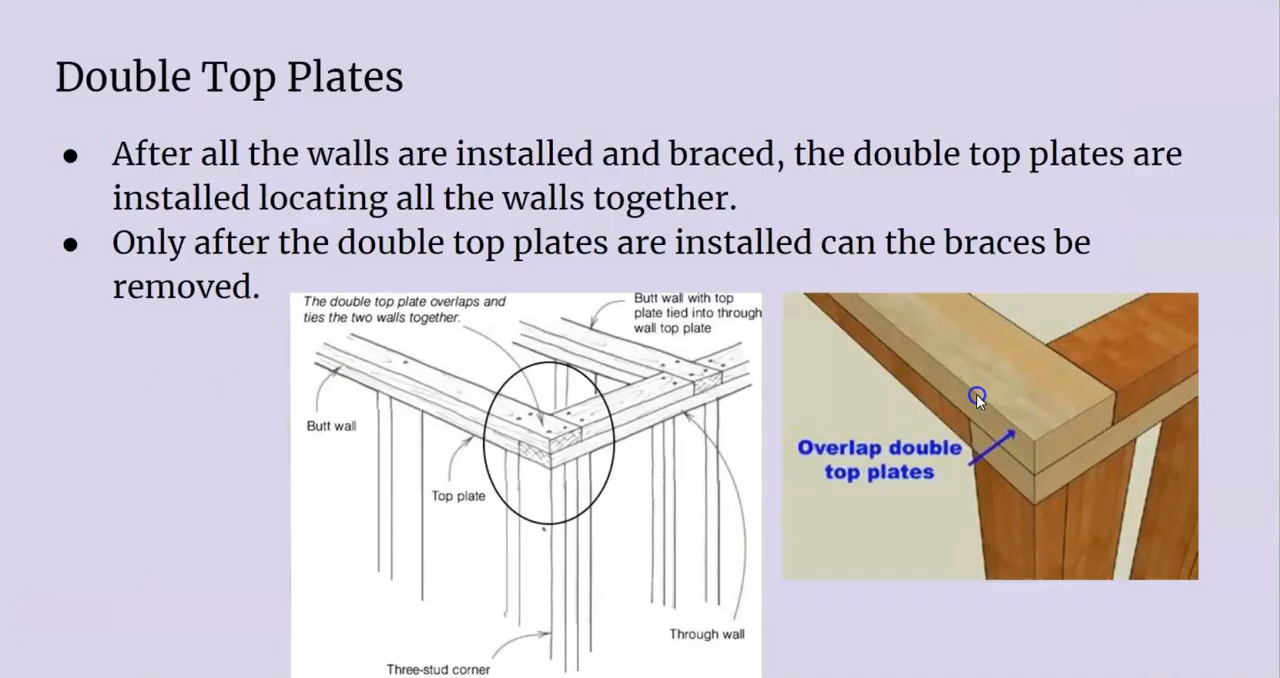 Double Top Plates
● After all the walls are installed and braced, the double top plates are
installed locating all the walls together.
● Only after the double top plates are installed can the braces be
removed.
The double top plate overlaps and
ties the two walls together.
Butt wall with top
plate tied into through
wall top plate
Butt wall
Top plate
Through wall
Three-stud corner
Overlap double
top plates